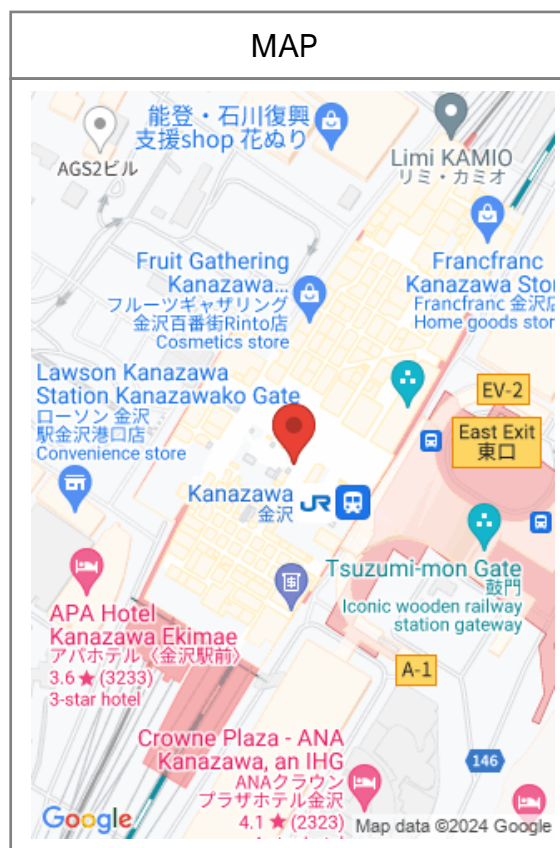 MAP
能登・石川復興
支援shop 花ぬり
AGS2ビル
Limi KAMIO
リミ・カミオ
Fruit Gathering
Kanazawa...
フルーツギャザリング
金沢百番街Rinto店
Cosmetics store
Francfranc
Kanazawa Stor
Francfranc 金沢店
Home goods stor
Lawson Kanazawa
Station Kanazawako Gate
ローソン 金沢
駅金沢港口店
Convenience store
EV-2
East Exit
東口
Kanazawa
金沢
JR
Tsuzumi-mon Gate
鼓門
Iconic wooden railway
station gateway
APA Hotel
Kanazawa Ekimae
アパホテル〈金沢駅前〉
3.6 ★ (3233)
3-star hotel
A-1
Crowne Plaza - ANA
Kanazawa, an IHG
ANAクラウン
プラザホテル金沢
4.1 ★ (2323)
146
Google
Map data ©2024 Google